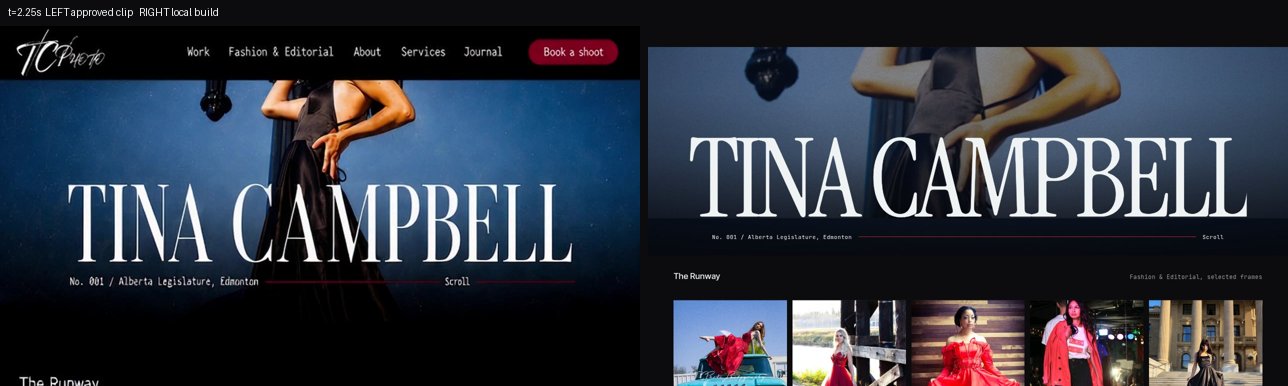 t=2.25s LEFT approved clip RIGHT local build
TCPhoto
Work Fashion & Editorial About Services Journal Book a shoot
TINA CAMPBELL
No. 001 / Alberta Legislature, Edmonton Scroll
The Runway
TINA CAMPBELL
No. 001 / Alberta Legislature, Edmonton Scroll
The Runway Fashion & Editorial, selected frames